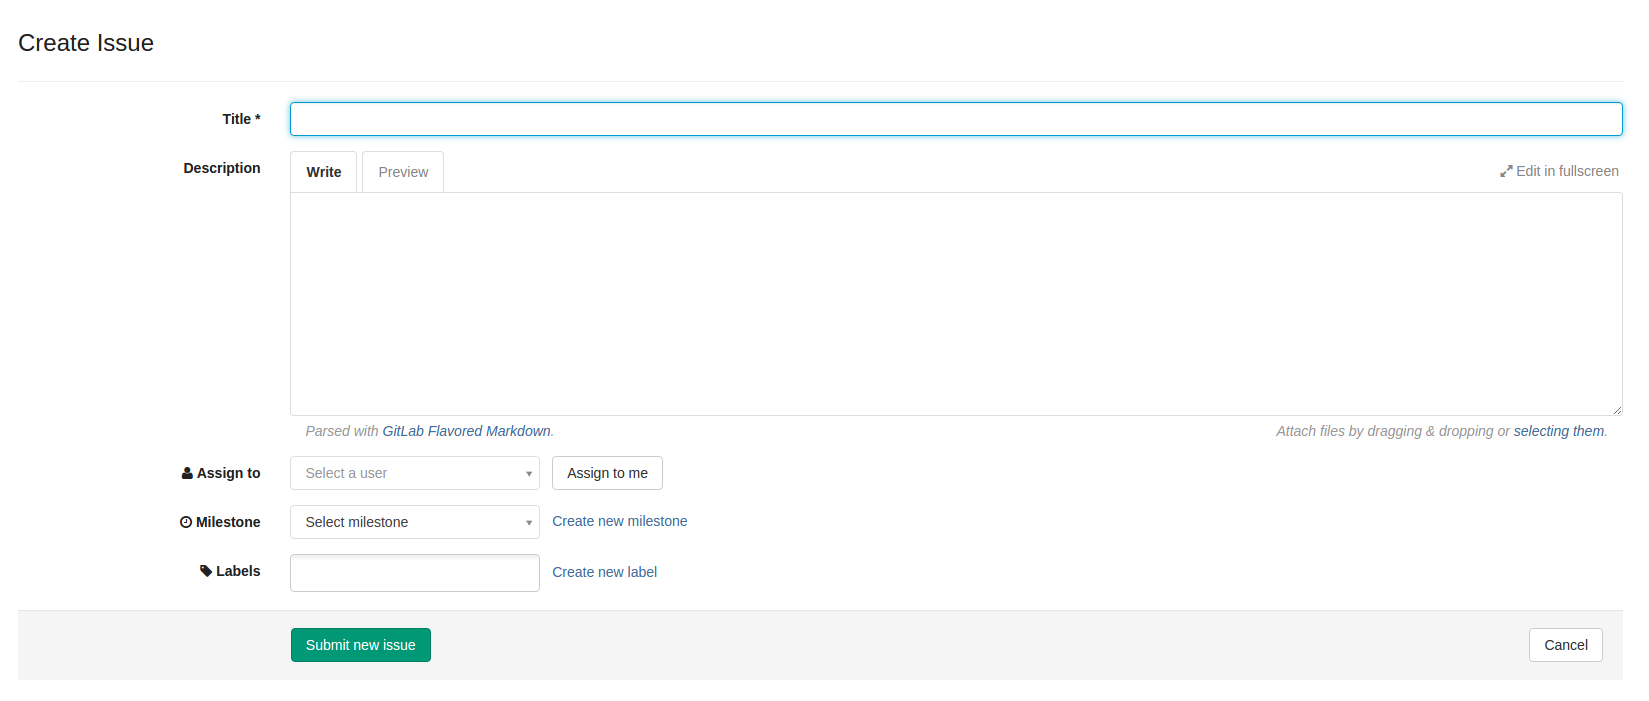 Create Issue
Title *
Description
Write Preview
Edit in fullscreen
Parsed with GitLab Flavored Markdown.
Attach files by dragging & dropping or selecting them.
Assign to
Select a user
Assign to me
Milestone
Select milestone
Create new milestone
Labels
Create new label
Submit new issue
Cancel